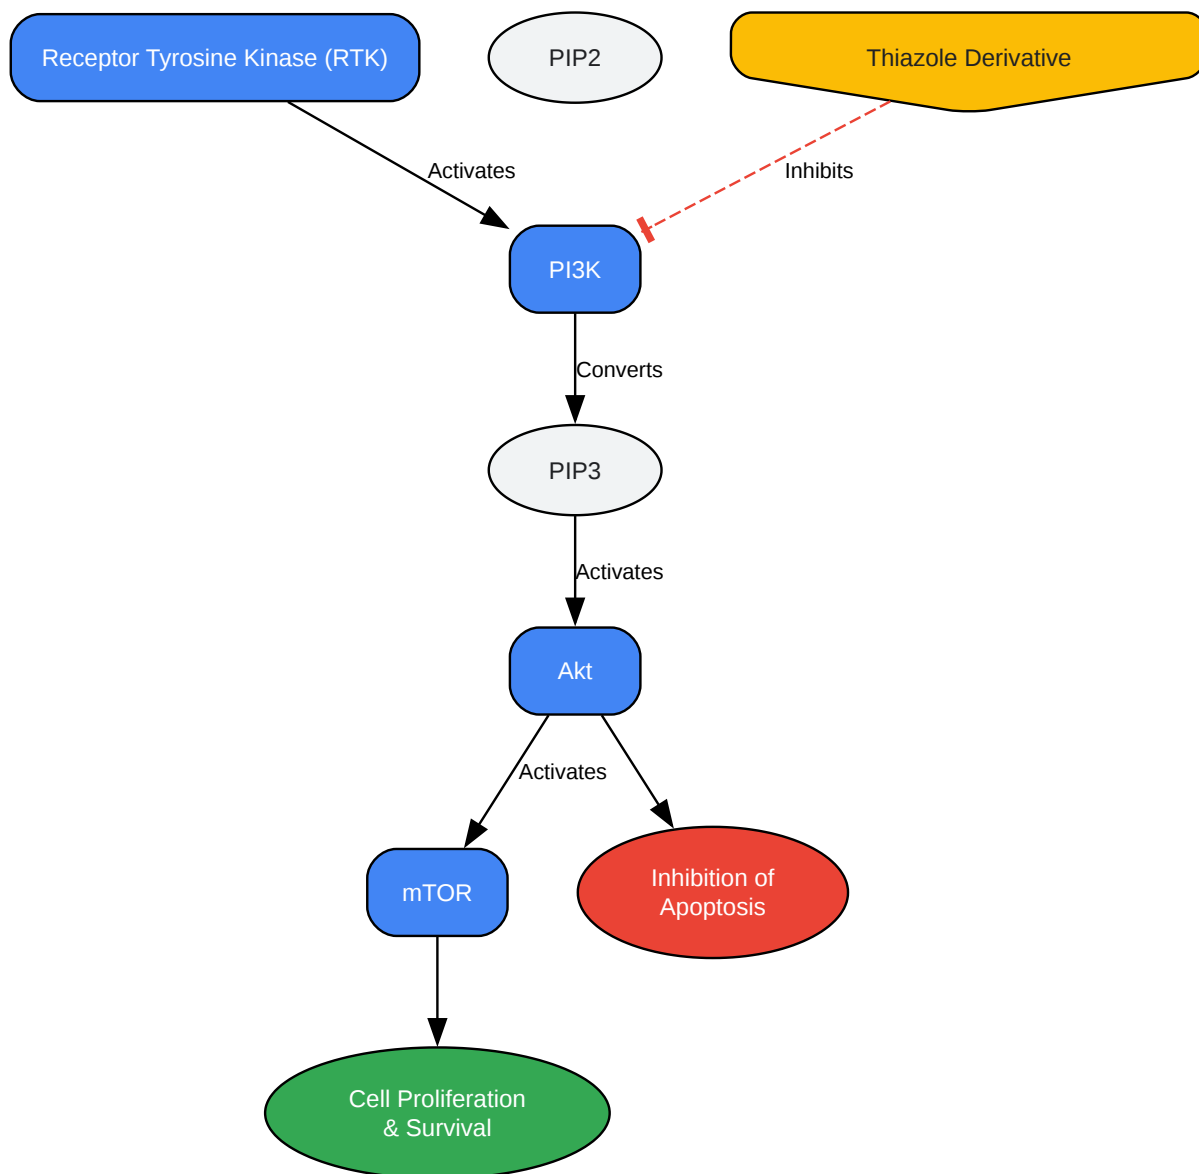 Receptor Tyrosine Kinase (RTK)
PIP2
Thiazole Derivative
Activates
Inhibits
PI3K
Converts
PIP3
Activates
Akt
Activates
mTOR
Inhibition of
Apoptosis
Cell Proliferation
& Survival